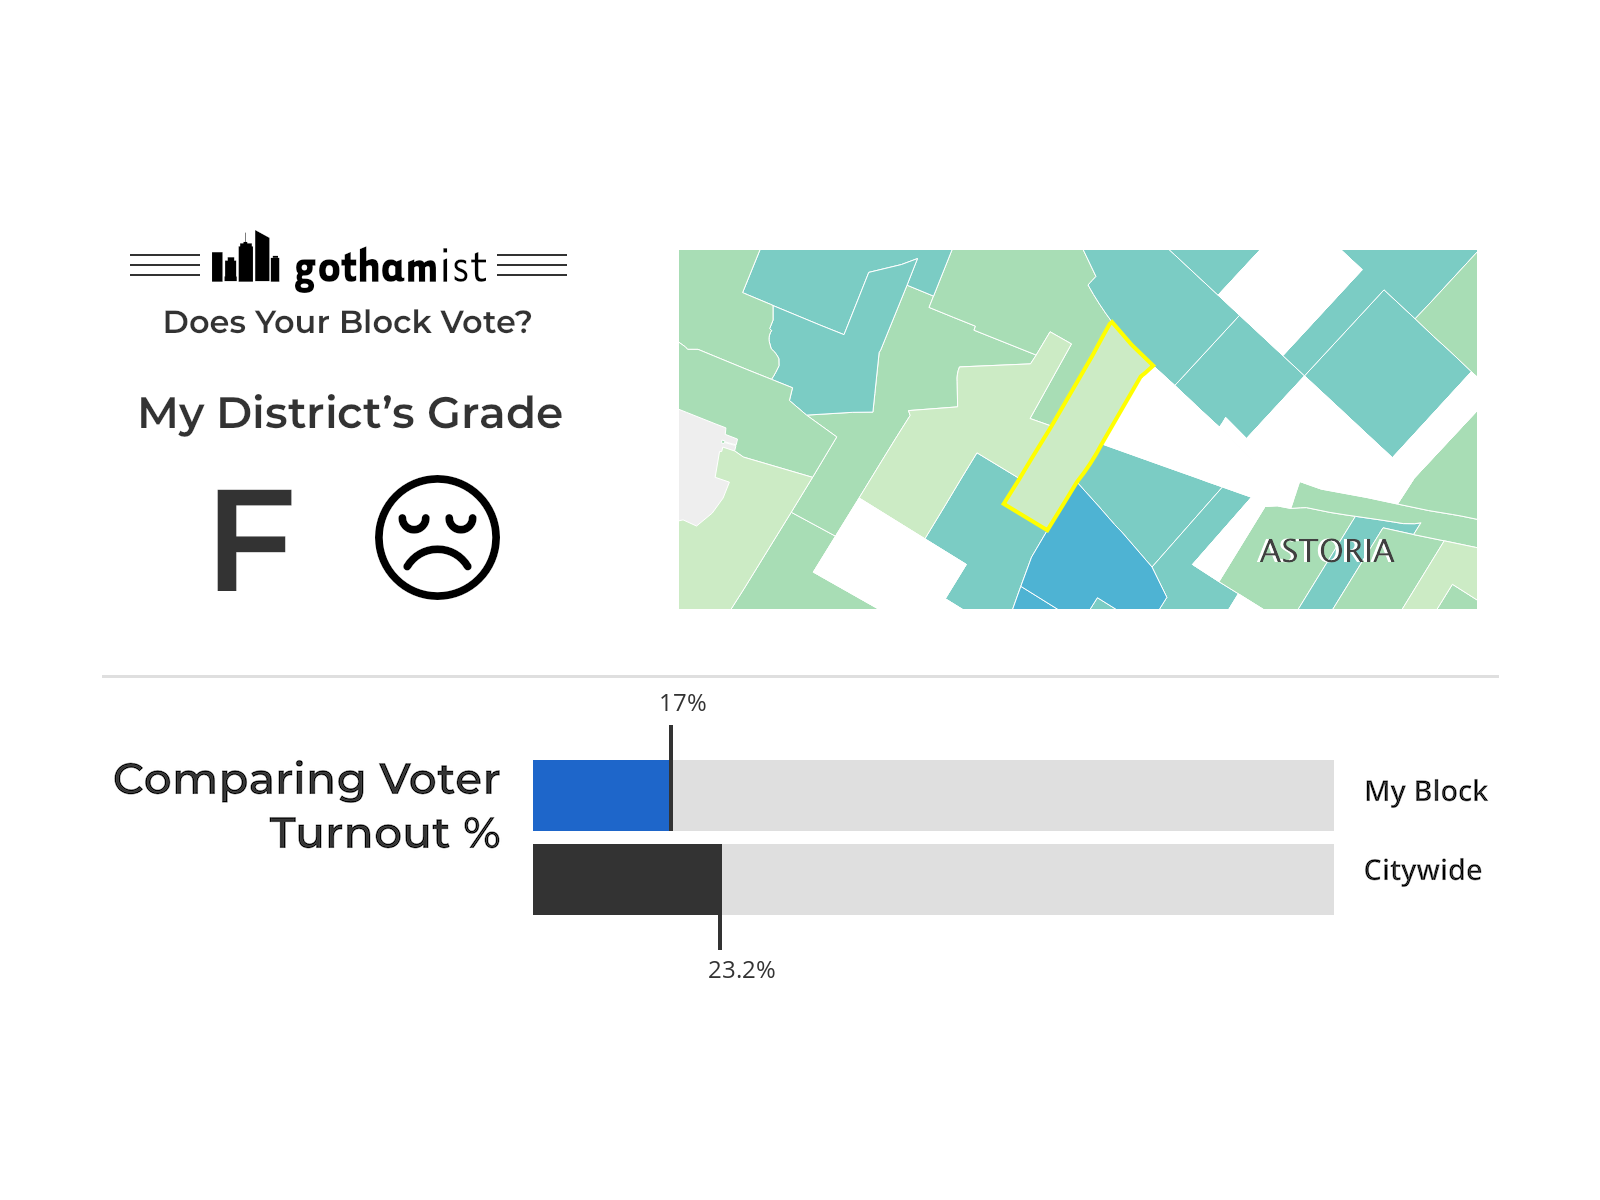 gothamist
Does Your Block Vote?
My District’s Grade
F
ASTORIA
17%
Comparing Voter
Turnout %
My Block
Citywide
23.2%